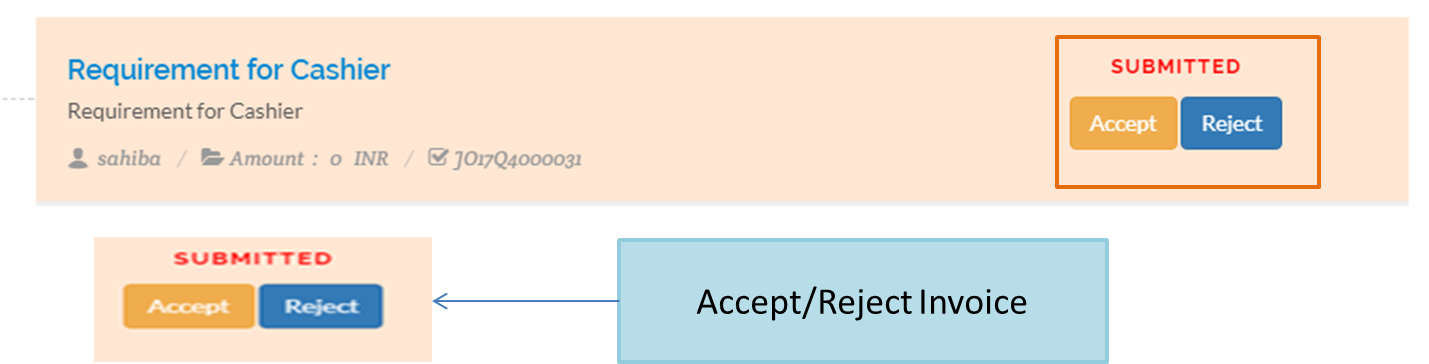 Requirement for Cashier
Requirement for Cashier
sahiba / Amount : 0 INR / JO17Q4000031
SUBMITTED
Accept Reject
SUBMITTED
Accept Reject
Accept/Reject Invoice